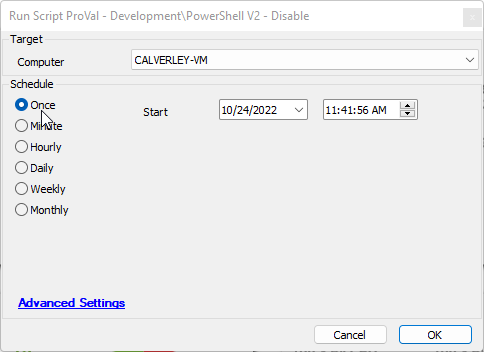 Run Script ProVal - Development\PowerShell V2 - Disable
Target
Computer CALVERLEY-VM
Schedule
Once Start 10/24/2022 11:41:56 AM
Minute
Hourly
Daily
Weekly
Monthly
Advanced Settings
Cancel OK